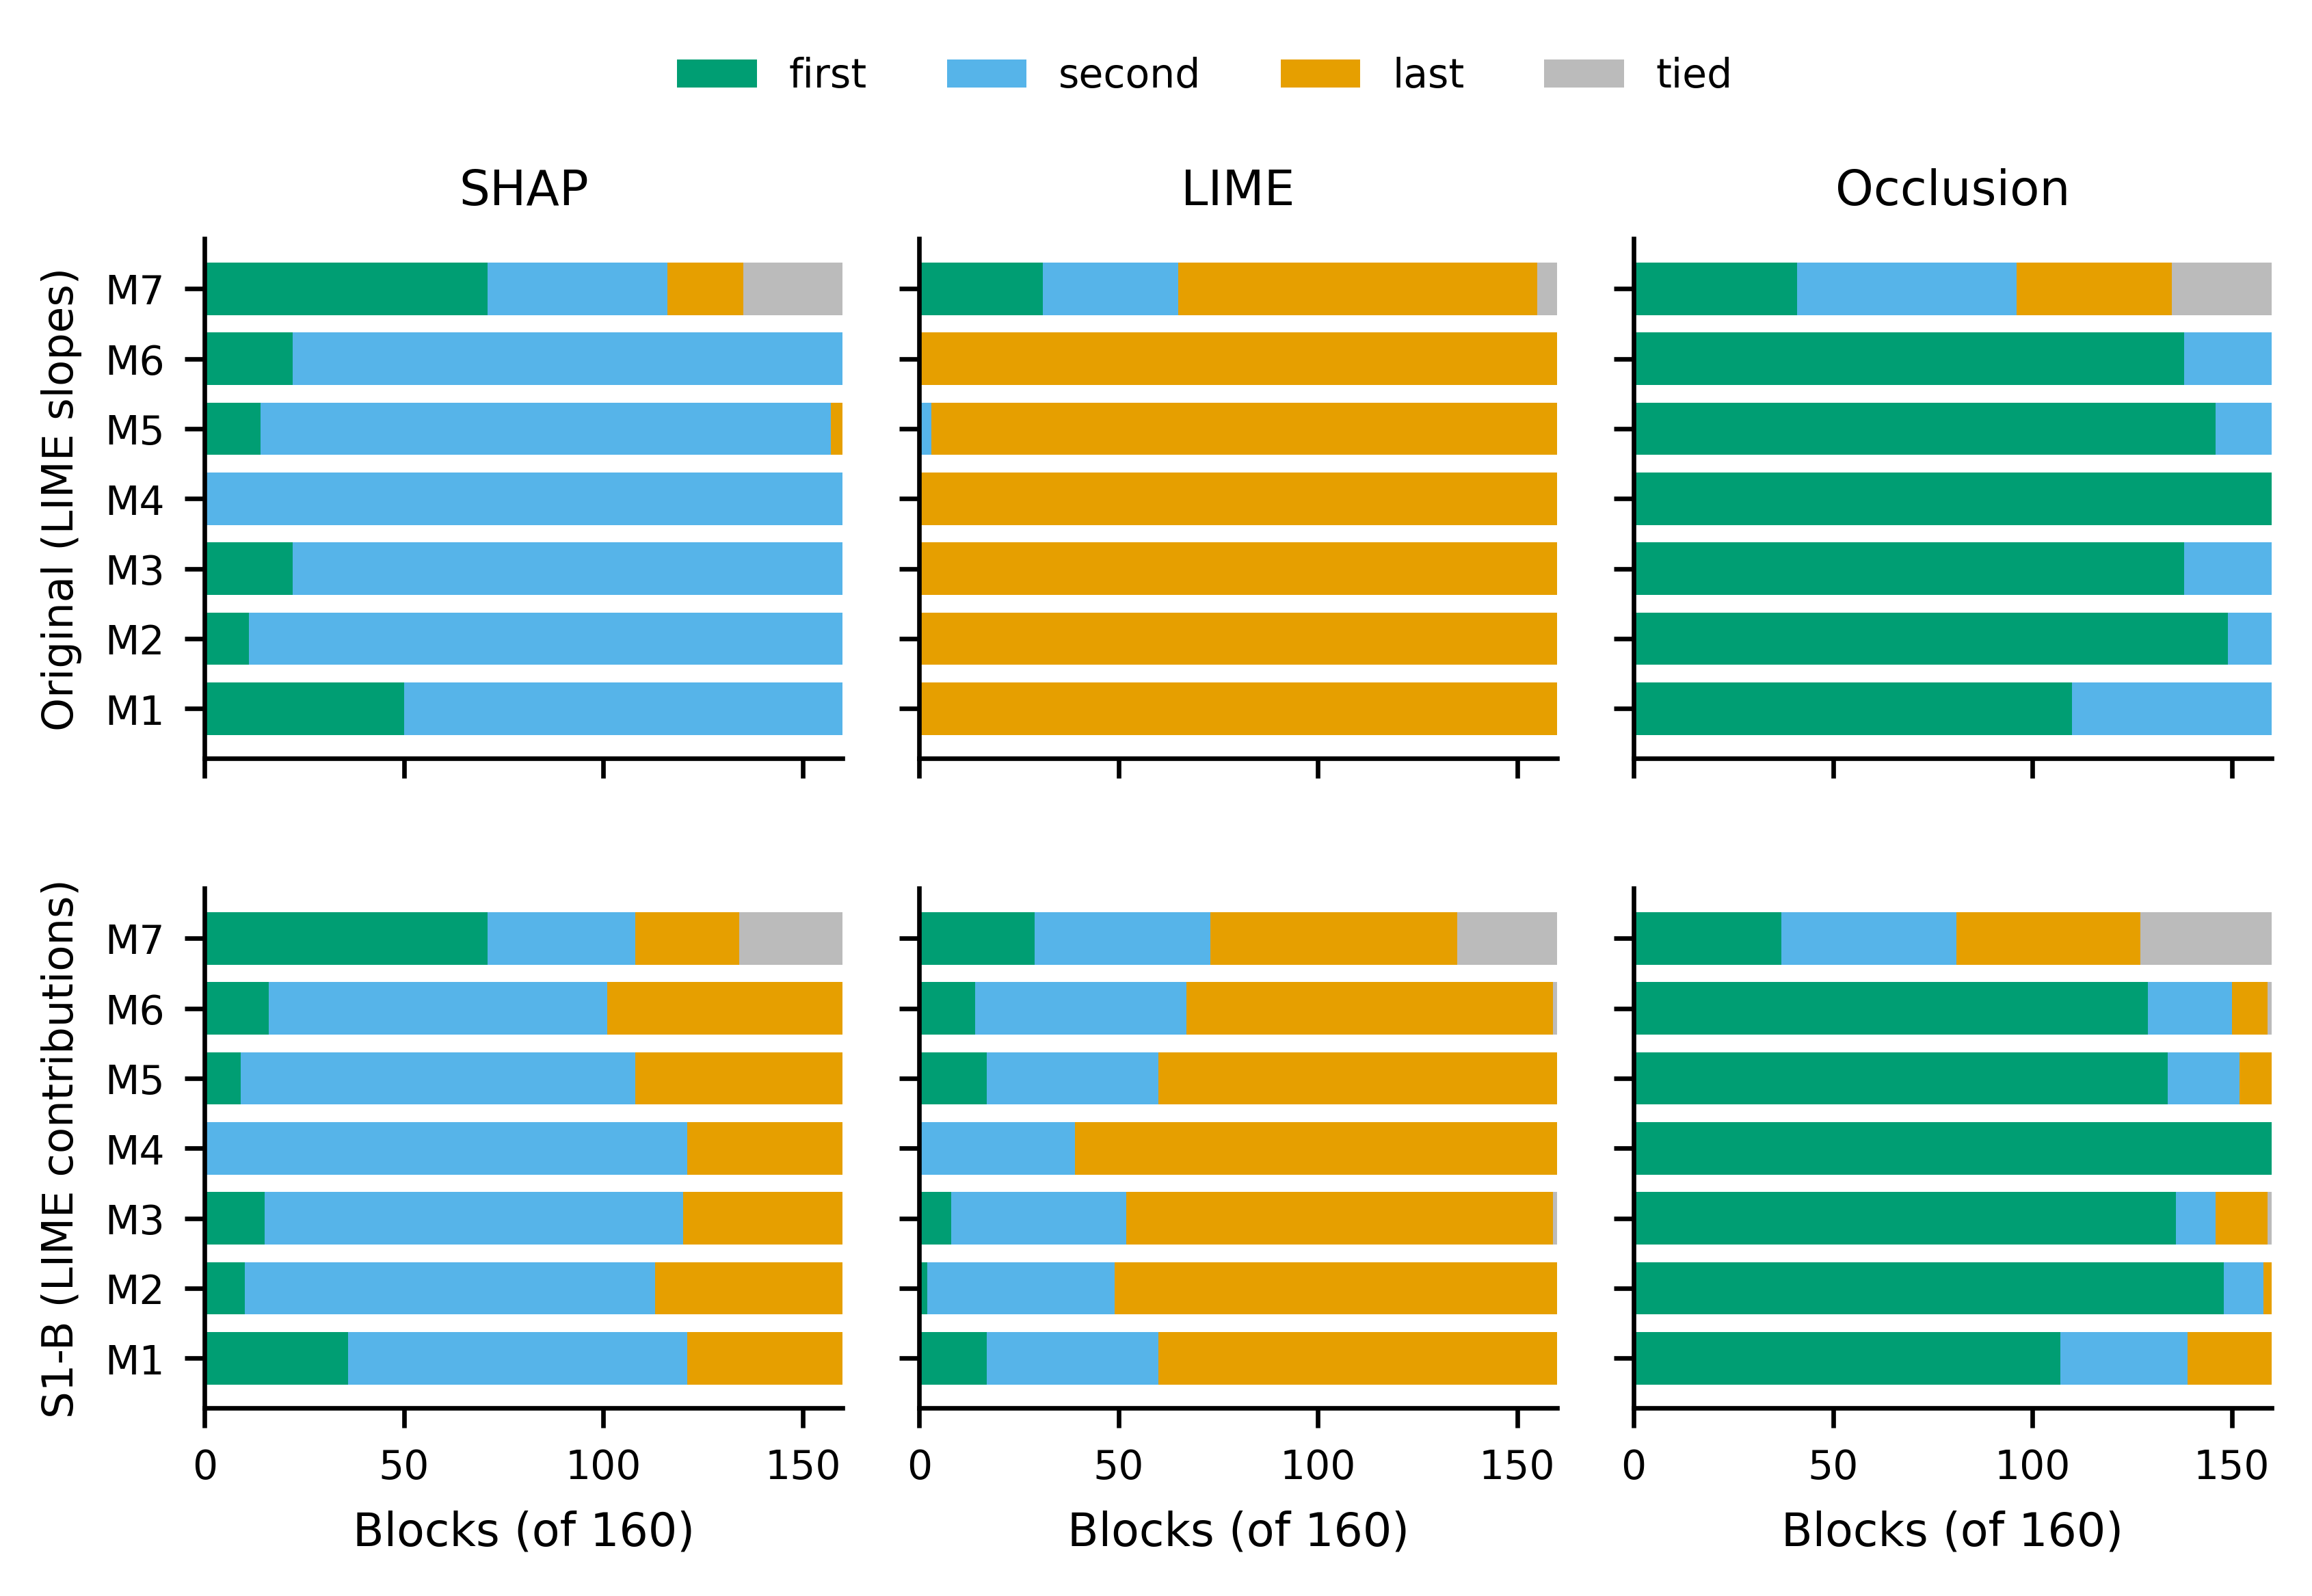 first second last tied
SHAP LIME Occlusion
Original (LIME slopes)
M7
M6
M5
M4
M3
M2
M1
S1-B (LIME contributions)
M7
M6
M5
M4
M3
M2
M1
0 50 100 150 0 50 100 150 0 50 100 150
Blocks (of 160) Blocks (of 160) Blocks (of 160)